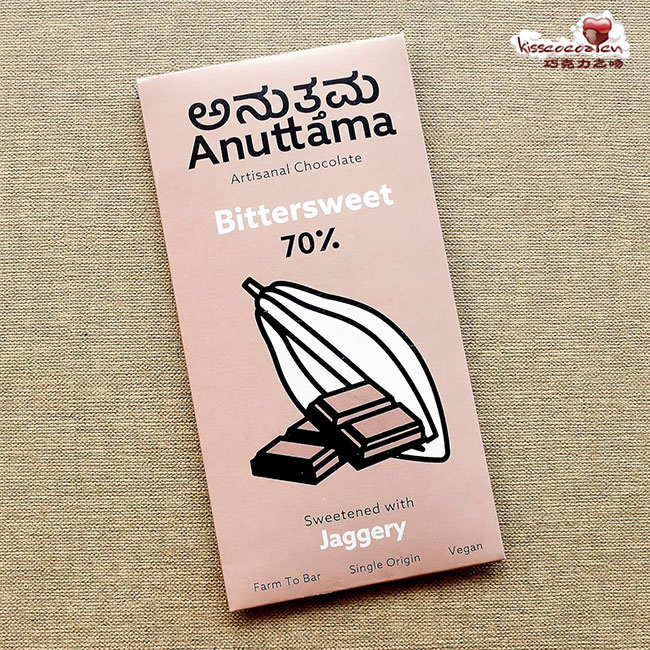 kisscocoaTCN
巧克力之吻
ಅನುತ್ತಮ
Anuttama
Artisanal Chocolate
Bittersweet
70%
Sweetened with
Jaggery
Farm To Bar Single Origin Vegan